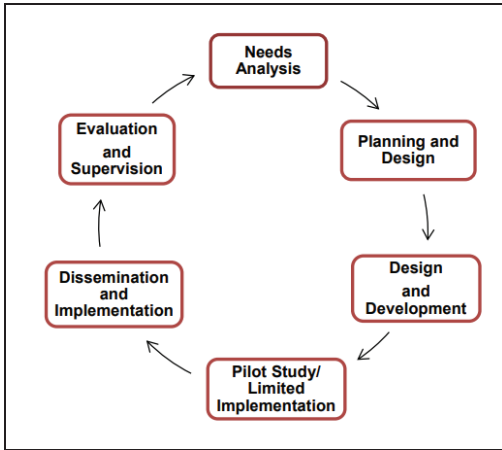 Needs
Analysis
Planning and
Design
Design
and
Development
Pilot Study/
Limited
Implementation
Dissemination
and
Implementation
Evaluation
and
Supervision